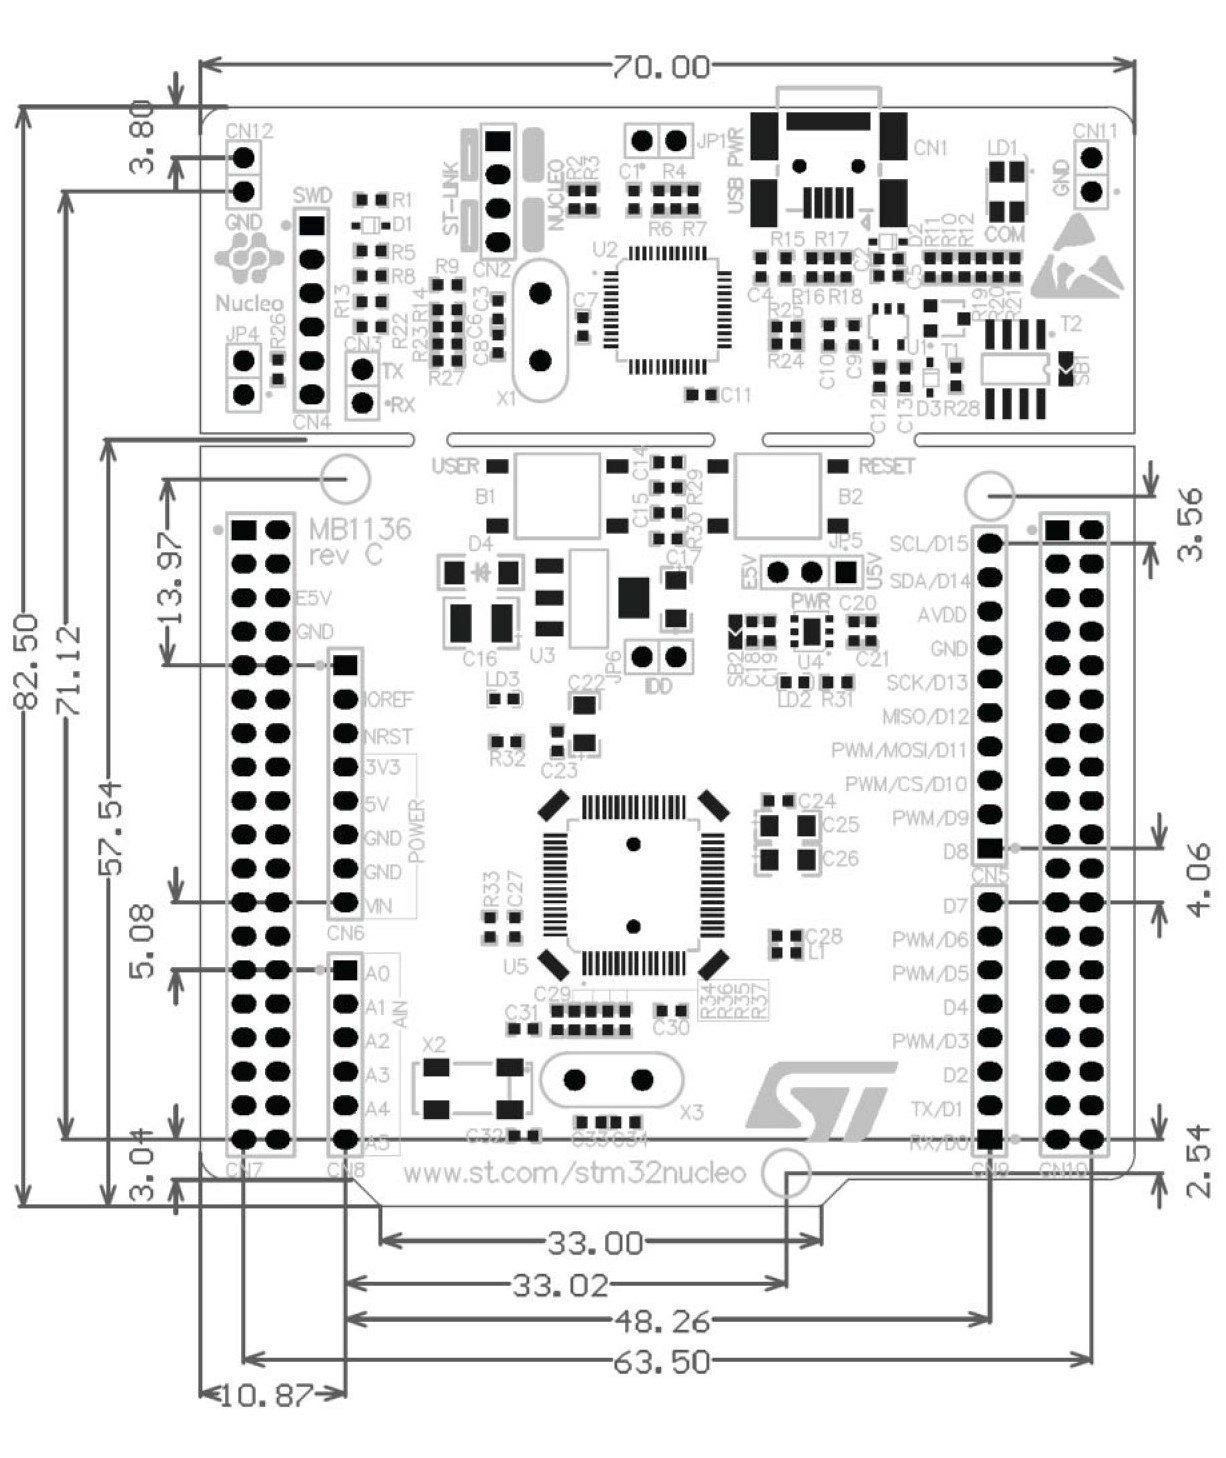 70.00
3.80
CN12
GND
SWD
R1
D1
R5
R8
R13
R22
Nucleo
JP4
R26
CN3
TX
RX
CN4
ST-LINK
NUCLEO
CN2
R2
R3
C1
R4
JP1
R6 R7
U2
USB PWR
CN1
LD1
COM
CN11
GND
R9
R14
R23
R27
C3
C6
C8
C7
X1
C11
R15 R17
C4 R16 R18
C2
D2
C5
R11
R10
R12
R19
R20
R21
R25
R24
C10
C9
U1
T1
T2
SB1
C12
C13
D3 R28
82.50
71.12
57.54
13.97
5.08
3.04
USER
B1
C14
R29
C15
R30
C17
B2
RESET
3.56
MB1136
rev C
D4
C16
U3
E5V
JP5
U5V
PWR
C20
SB2
C18
C19
U4
C21
JP6
IDD
LD2 R31
LD3
C22
R32
C23
E5V
GND
IOREF
NRST
3V3
5V
GND
GND
VIN
POWER
CN6
A0
A1
A2
A3
A4
A5
AIN
CN7
CN8
SCL/D15
SDA/D14
AVDD
GND
SCK/D13
MISO/D12
PWM/MOSI/D11
PWM/CS/D10
PWM/D9
D8
CN5
D7
PWM/D6
PWM/D5
D4
PWM/D3
D2
TX/D1
RX/D0
CN9
CN10
4.06
2.54
C24
C25
C26
R33
C27
U5
C28
L1
C29
C31
C30
R34
R36
R35
R37
X2
C32
C33 C34
X3
ST
www.st.com/stm32nucleo
33.00
33.02
48.26
63.50
10.87